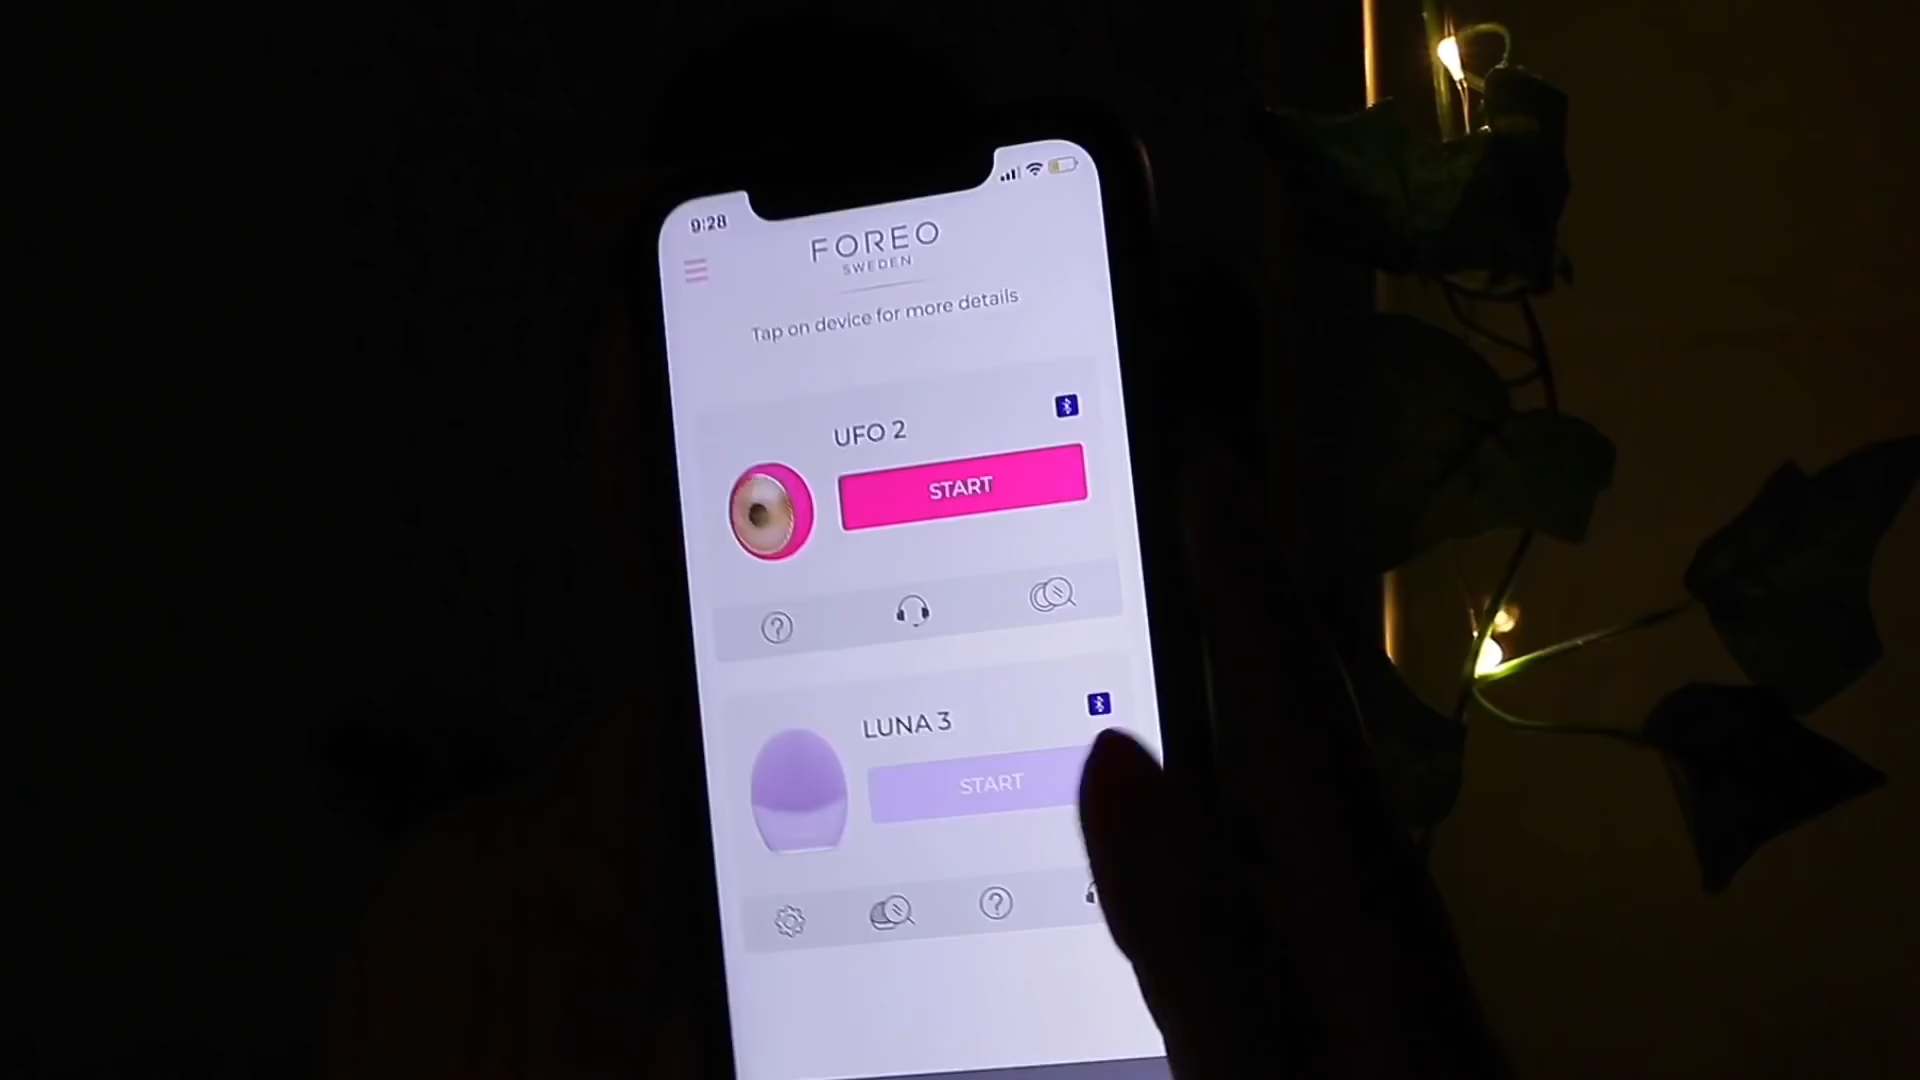 9:28
FOREO
SWEDEN
Tap on device for more details
UFO 2
START
LUNA 3
START